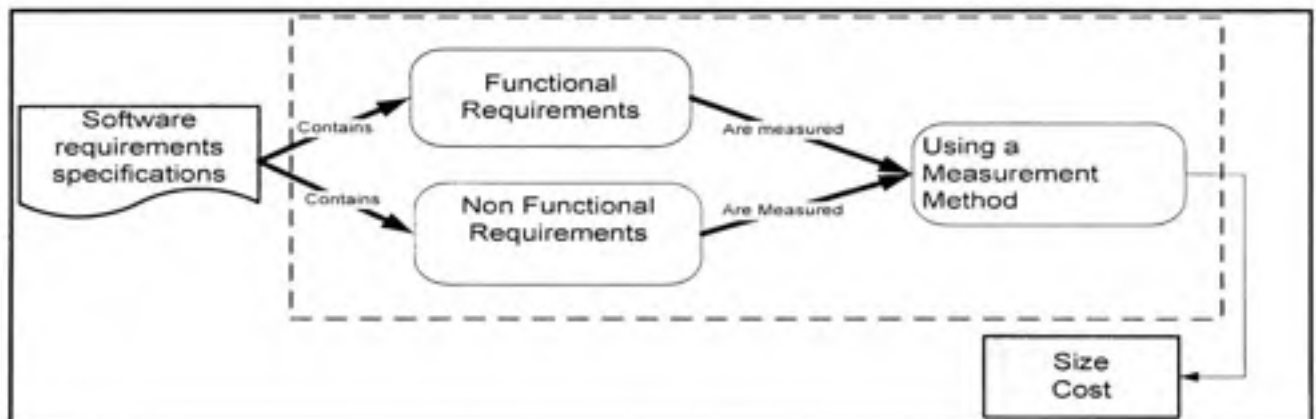 Software
requirements
specifications
Contains
Contains
Functional
Requirements
Non Functional
Requirements
Are measured
Are Measured
Using a
Measurement
Method
Size
Cost